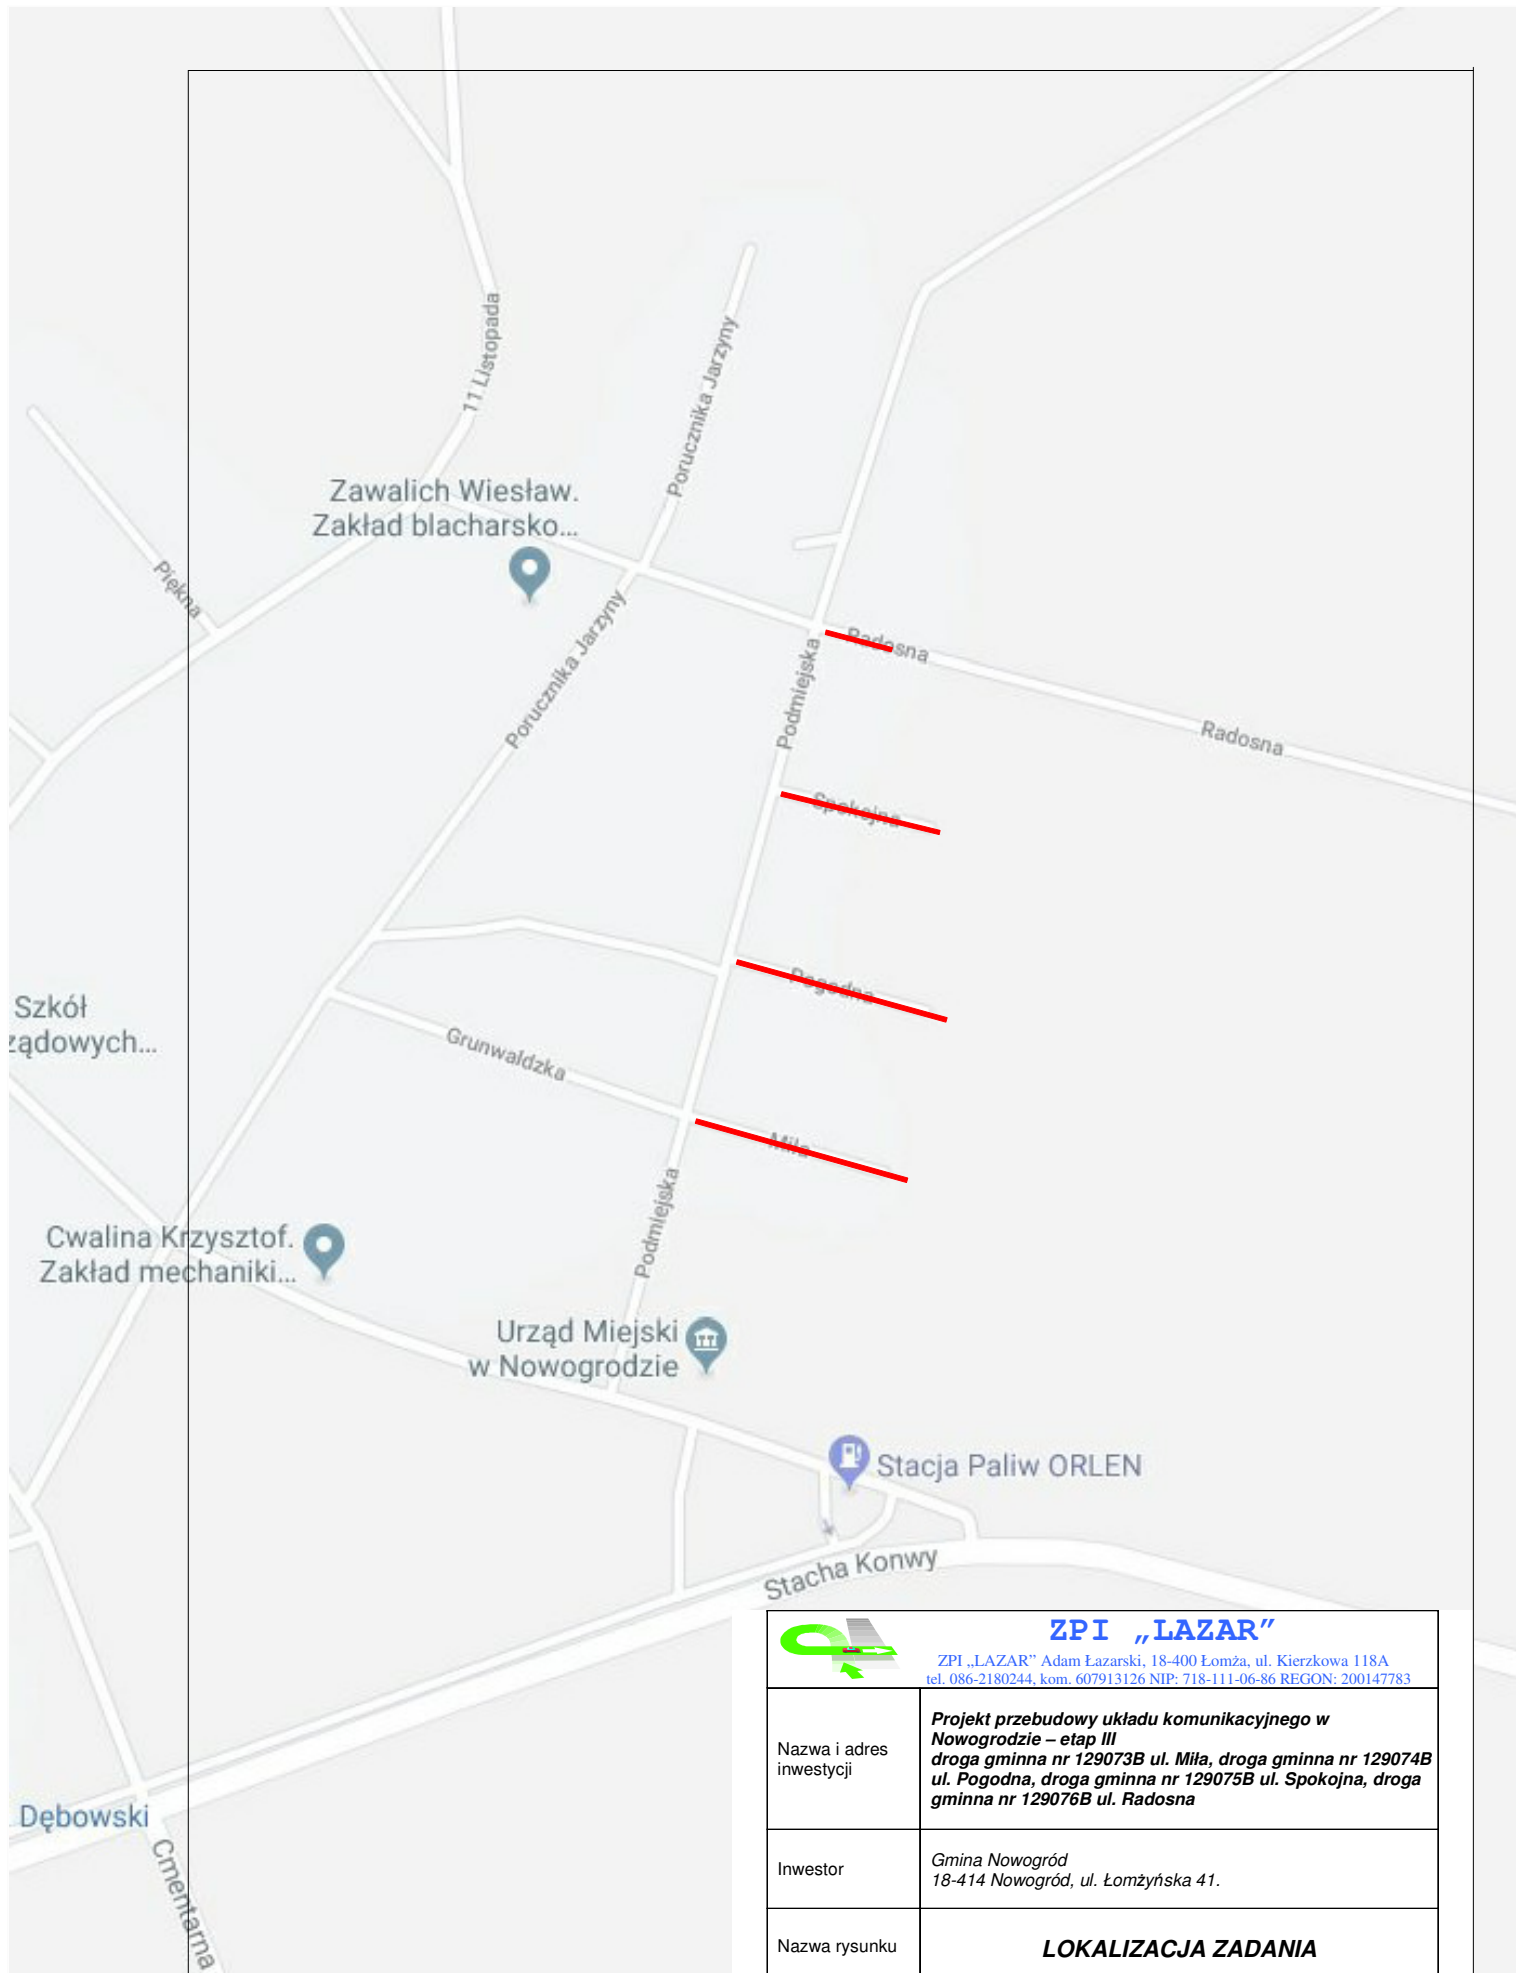 11 Listopada
Porucznika Jarzyny
Zawalich Wiesław.
Zakład blacharsko...
Piękna
Porucznika Jarzyny
Radosna
Podmiejska
Radosna
Spokojna
Pogodna
Szkół
ządowych...
Grunwaldzka
Miła
Podmiejska
Cwalina Krzysztof.
Zakład mechaniki...
Urząd Miejski
w Nowogrodzie
Stacja Paliw ORLEN
Stacha Konwy
Dębowski
Cmentarna
ZPI „LAZAR”
ZPI „LAZAR” Adam Łazarski, 18-400 Łomża, ul. Kierzkowa 118A
tel. 086-2180244, kom. 607913126 NIP: 718-111-06-86 REGON: 200147783
Nazwa i adres
inwestycji
Projekt przebudowy układu komunikacyjnego w
Nowogrodzie – etap III
droga gminna nr 129073B ul. Miła, droga gminna nr 129074B
ul. Pogodna, droga gminna nr 129075B ul. Spokojna, droga
gminna nr 129076B ul. Radosna
Inwestor
Gmina Nowogród
18-414 Nowogród, ul. Łomżyńska 41.
Nazwa rysunku
LOKALIZACJA ZADANIA